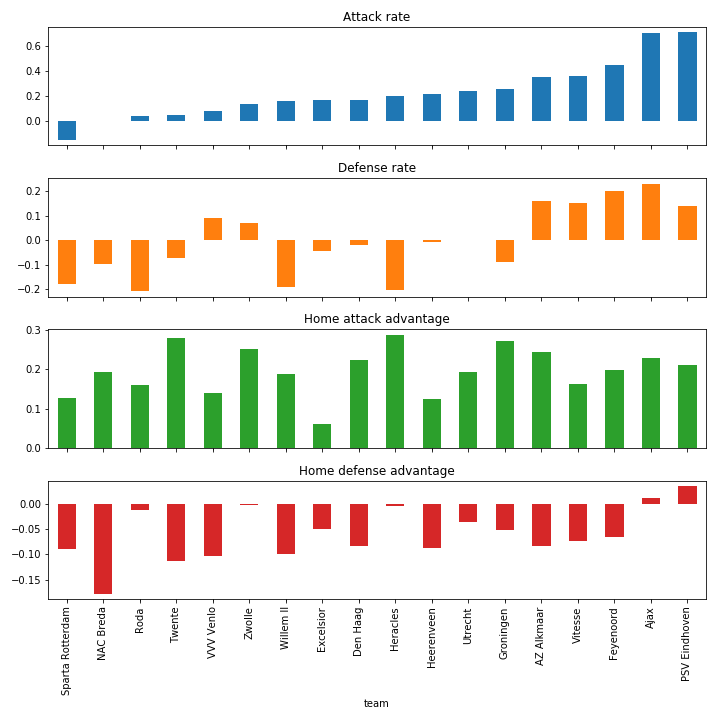 Attack rate
0.6
0.4
0.2
0.0
Defense rate
0.2
0.1
0.0
−0.1
−0.2
Home attack advantage
0.3
0.2
0.1
0.0
Home defense advantage
0.00
−0.05
−0.10
−0.15
Sparta Rotterdam
NAC Breda
Roda
Twente
VVV Venlo
Zwolle
Willem II
Excelsior
Den Haag
Heracles
Heerenveen
Utrecht
Groningen
AZ Alkmaar
Vitesse
Feyenoord
Ajax
PSV Eindhoven
team